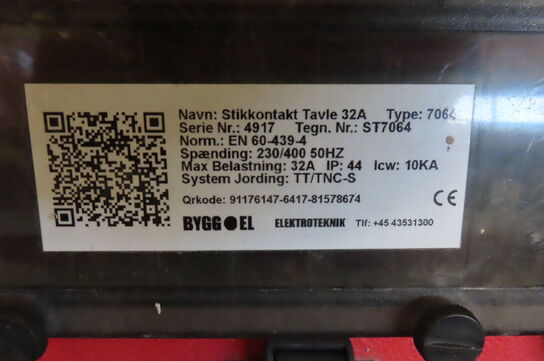 Navn: Stikkontakt Tavle 32A Type: 7064
Serie Nr.: 4917 Tegn. Nr.: ST7064
Norm.: EN 60-439-4
Spænding: 230/400 50HZ
Max Belastning: 32A IP: 44 Icw: 10KA
System Jording: TT/TNC-S
Qrkode: 91176147-6417-81578674
BYGG EL ELEKTROTEKNIK Tlf: +45 43531300 CE